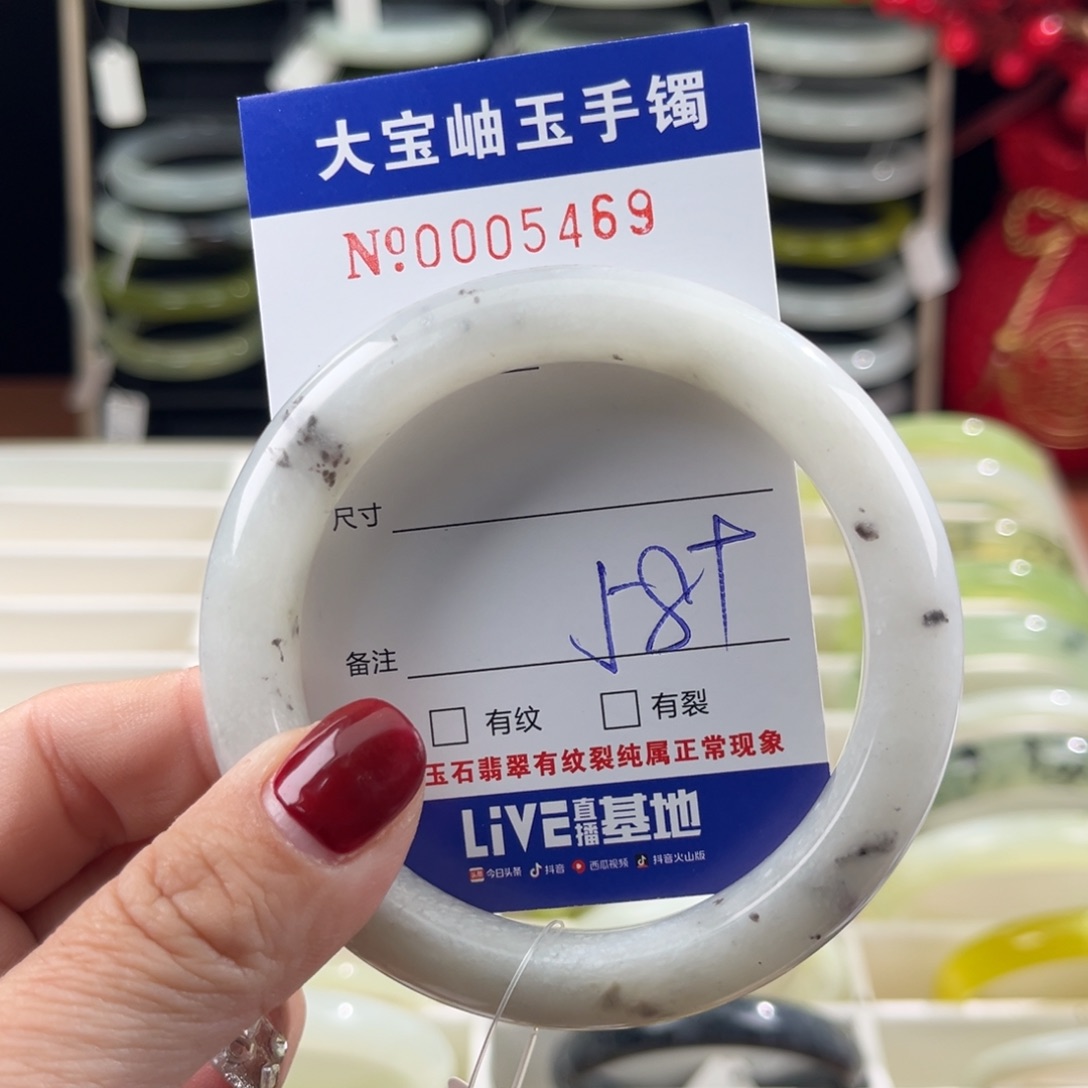 大宝岫玉手镯
Nº.0005469
尺寸
备注
有纹 有裂
玉石翡翠有纹裂纯属正常现象
LiVE直播基地
今日头条 抖音 西瓜视频 抖音火山版